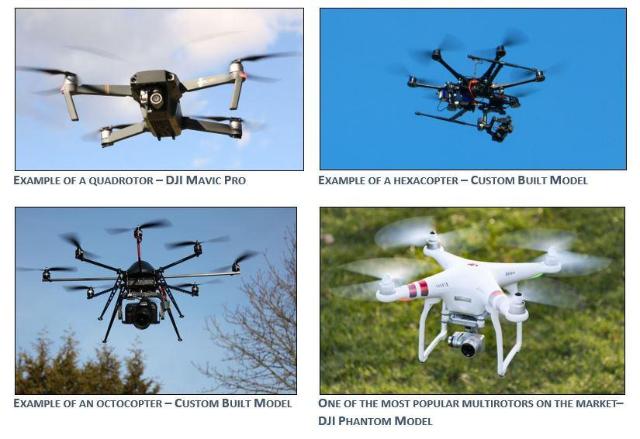 EXAMPLE OF A QUADROTOR – DJI MAVIC PRO
EXAMPLE OF A HEXACOPTER – CUSTOM BUILT MODEL
EXAMPLE OF AN OCTOCOPTER – CUSTOM BUILT MODEL
ONE OF THE MOST POPULAR MULTIROTORS ON THE MARKET–
DJI PHANTOM MODEL